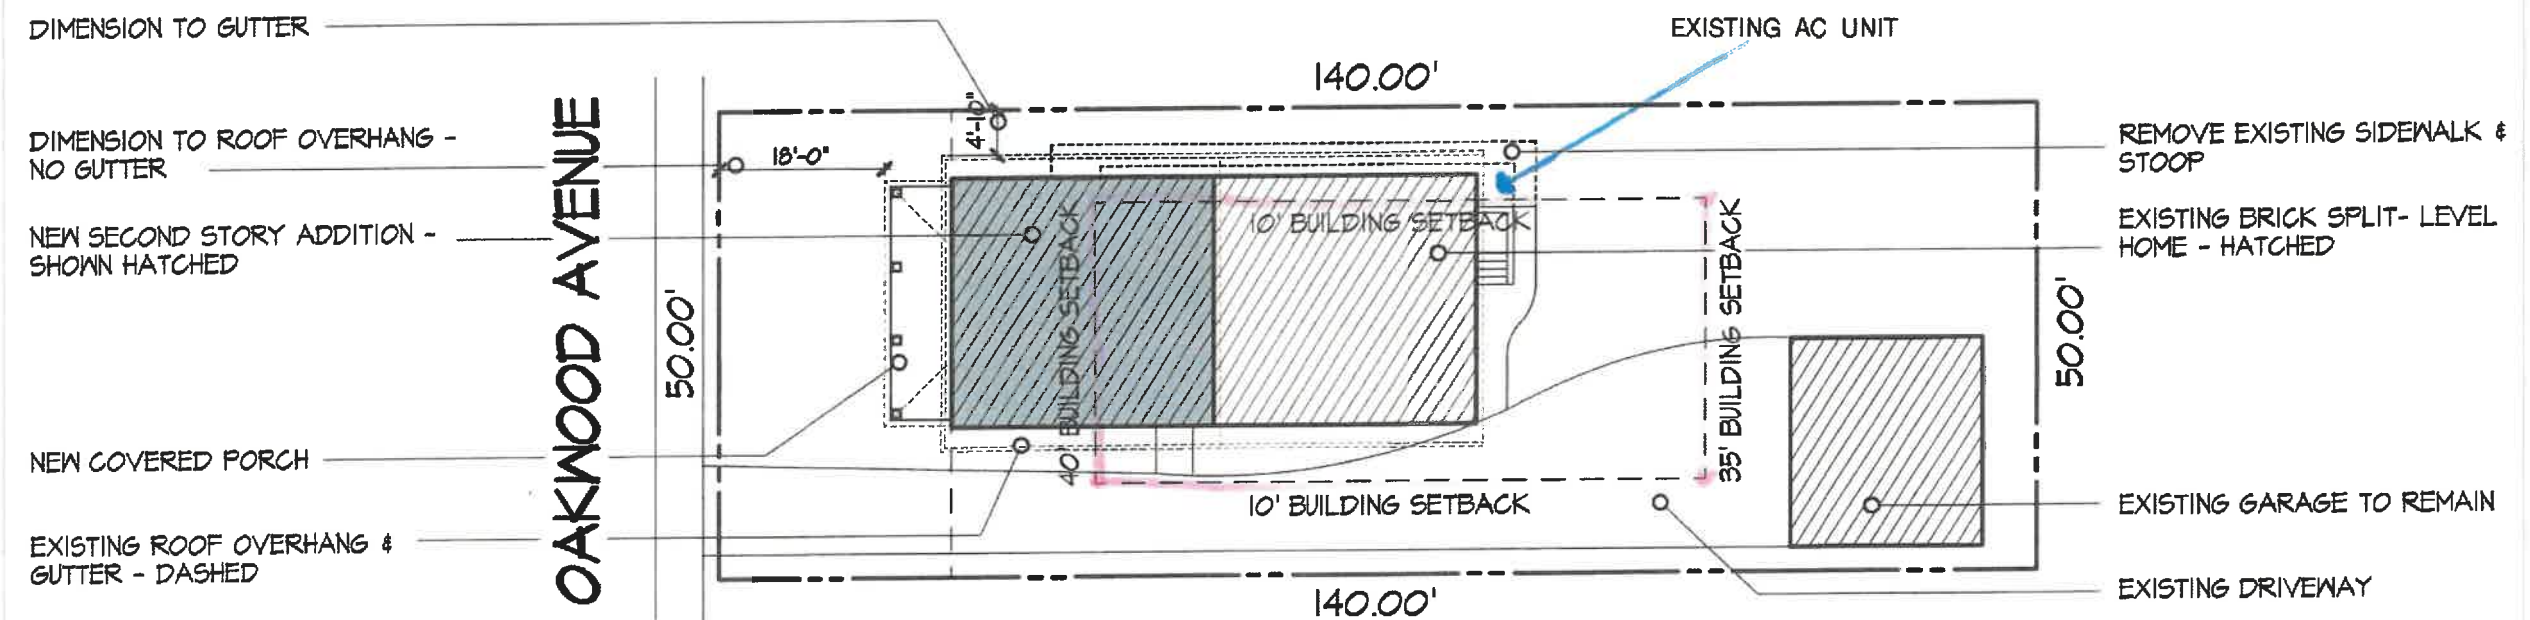 DIMENSION TO GUTTER
DIMENSION TO ROOF OVERHANG -
NO GUTTER
NEW SECOND STORY ADDITION -
SHOWN HATCHED
NEW COVERED PORCH
EXISTING ROOF OVERHANG &
GUTTER - DASHED
OAKWOOD AVENUE
50.00'
18'-0"
4'-10"
140.00'
EXISTING AC UNIT
10' BUILDING SETBACK
40' BUILDING SETBACK
35' BUILDING SETBACK
10' BUILDING SETBACK
140.00'
50.00'
REMOVE EXISTING SIDEWALK &
STOOP
EXISTING BRICK SPLIT- LEVEL
HOME - HATCHED
EXISTING GARAGE TO REMAIN
EXISTING DRIVEWAY